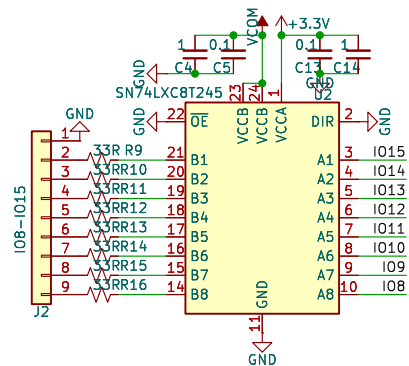 VCOM
+3.3V
1 0.1 0.1 1
GND C4 C5 C13 C14
GND
SN74LXC8T245 U2
23 24 1
VCCB VCCB VCCA
GND 22 OE DIR 2 GND
GND
1
2 33R R9 21 B1 A1 3 IO15
3 33R R10 20 B2 A2 4 IO14
4 33R R11 19 B3 A3 5 IO13
5 33R R12 18 B4 A4 6 IO12
6 33R R13 17 B5 A5 7 IO11
7 33R R14 16 B6 A6 8 IO10
8 33R R15 15 B7 A7 9 IO9
9 33R R16 14 B8 A8 10 IO8
IO8-IO15
J2
GND
11
GND